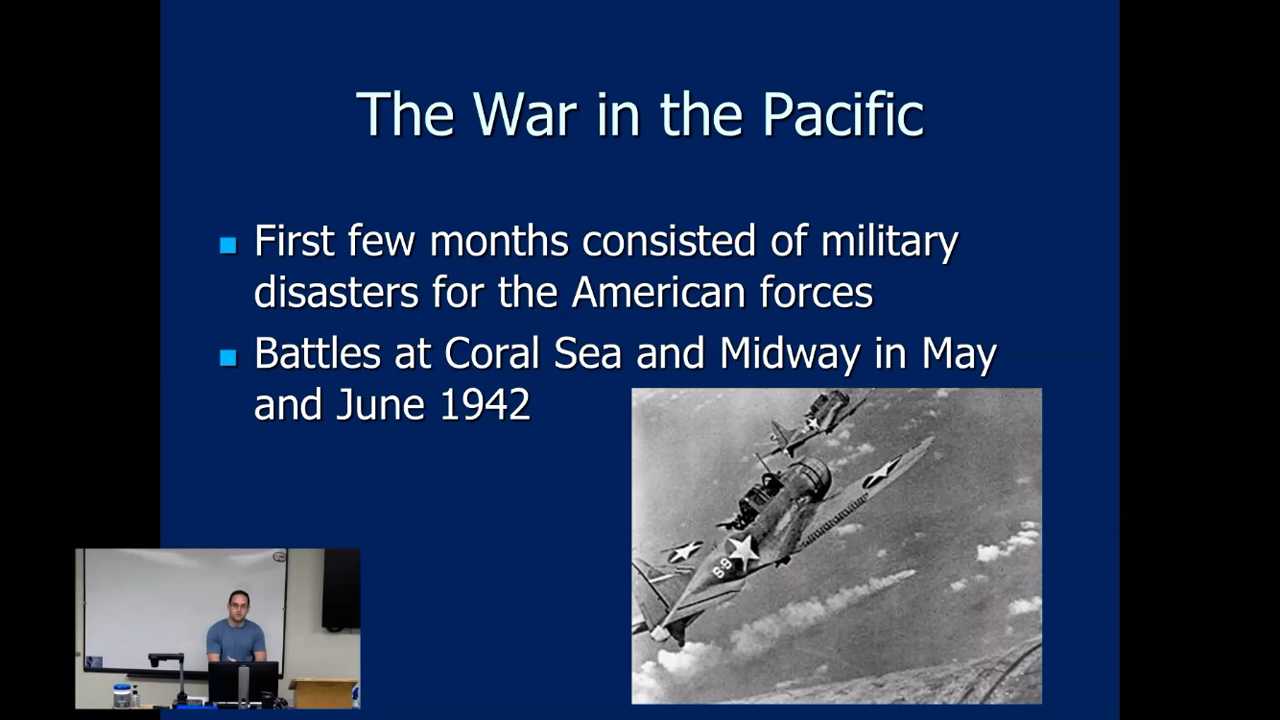 The War in the Pacific
First few months consisted of military
disasters for the American forces
Battles at Coral Sea and Midway in May
and June 1942
S-9